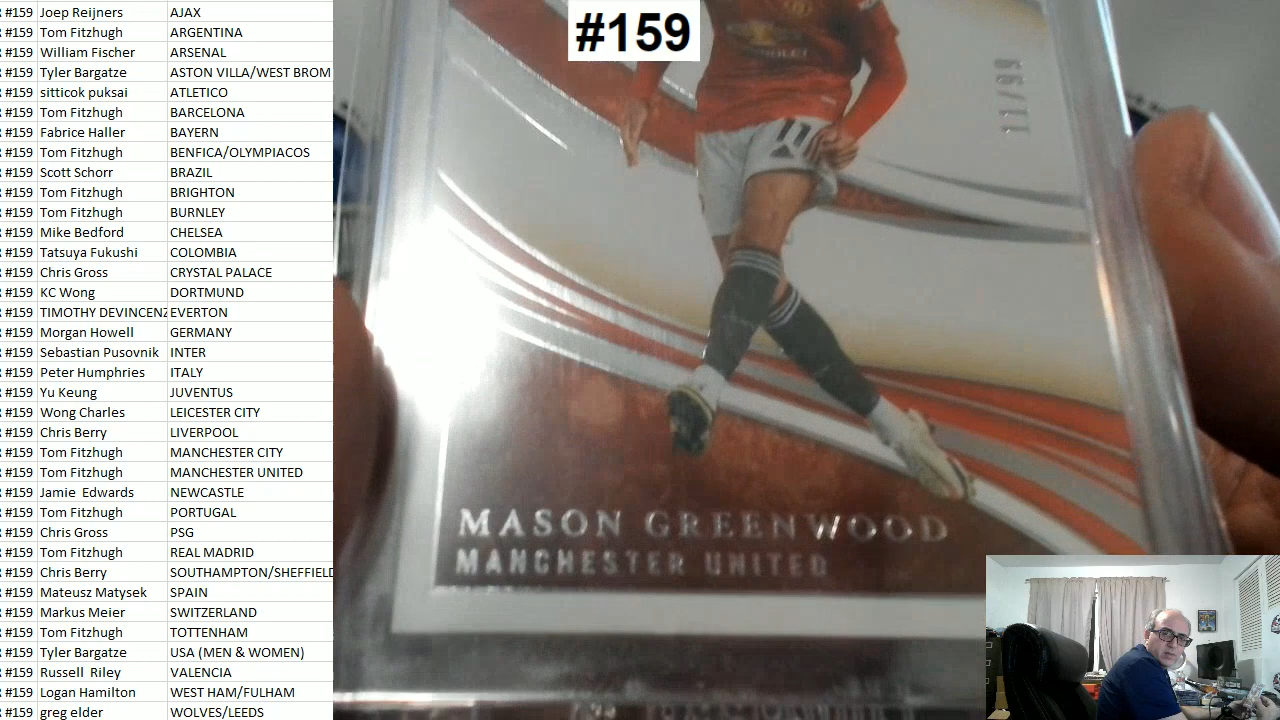 #159 Joep Reijners AJAX
#159 Tom Fitzhugh ARGENTINA
#159 William Fischer ARSENAL
#159 Tyler Bargatze ASTON VILLA/WEST BROM
#159 sitticok puksai ATLETICO
#159 Tom Fitzhugh BARCELONA
#159 Fabrice Haller BAYERN
#159 Tom Fitzhugh BENFICA/OLYMPIACOS
#159 Scott Schorr BRAZIL
#159 Tom Fitzhugh BRIGHTON
#159 Tom Fitzhugh BURNLEY
#159 Mike Bedford CHELSEA
#159 Tatsuya Fukushi COLOMBIA
#159 Chris Gross CRYSTAL PALACE
#159 KC Wong DORTMUND
#159 TIMOTHY DEVINCENZ EVERTON
#159 Morgan Howell GERMANY
#159 Sebastian Pusovnik INTER
#159 Peter Humphries ITALY
#159 Yu Keung JUVENTUS
#159 Wong Charles LEICESTER CITY
#159 Chris Berry LIVERPOOL
#159 Tom Fitzhugh MANCHESTER CITY
#159 Tom Fitzhugh MANCHESTER UNITED
#159 Jamie Edwards NEWCASTLE
#159 Tom Fitzhugh PORTUGAL
#159 Chris Gross PSG
#159 Tom Fitzhugh REAL MADRID
#159 Chris Berry SOUTHAMPTON/SHEFFIELD
#159 Mateusz Matysek SPAIN
#159 Markus Meier SWITZERLAND
#159 Tom Fitzhugh TOTTENHAM
#159 Tyler Bargatze USA (MEN & WOMEN)
#159 Russell Riley VALENCIA
#159 Logan Hamilton WEST HAM/FULHAM
#159 greg elder WOLVES/LEEDS
#159
11/99
MASON GREENWOOD
MANCHESTER UNITED